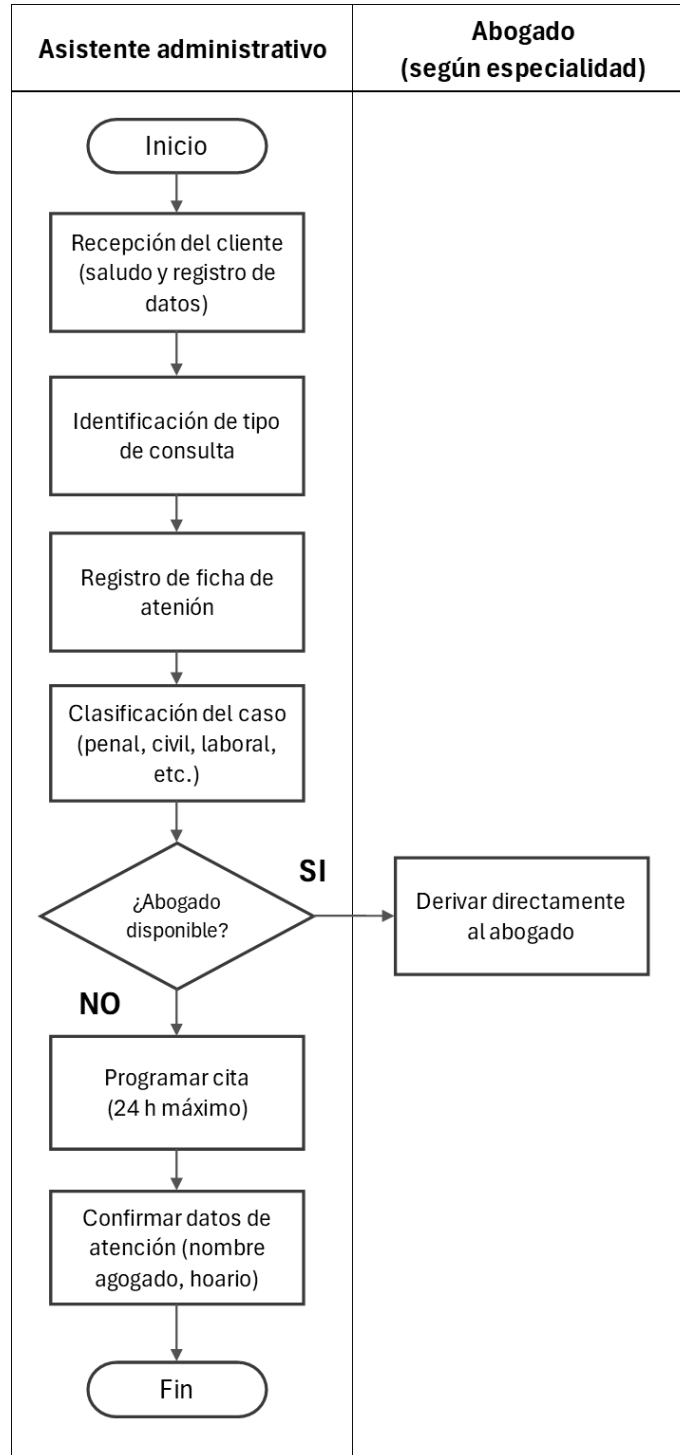 Asistente administrativo
Abogado
(según especialidad)
Inicio
Recepción del cliente
(saludo y registro de
datos)
Identificación de tipo
de consulta
Registro de ficha de
atenión
Clasificación del caso
(penal, civil, laboral,
etc.)
¿Abogado
disponible?
SI
Derivar directamente
al abogado
NO
Programar cita
(24 h máximo)
Confirmar datos de
atención (nombre
agogado, hoario)
Fin